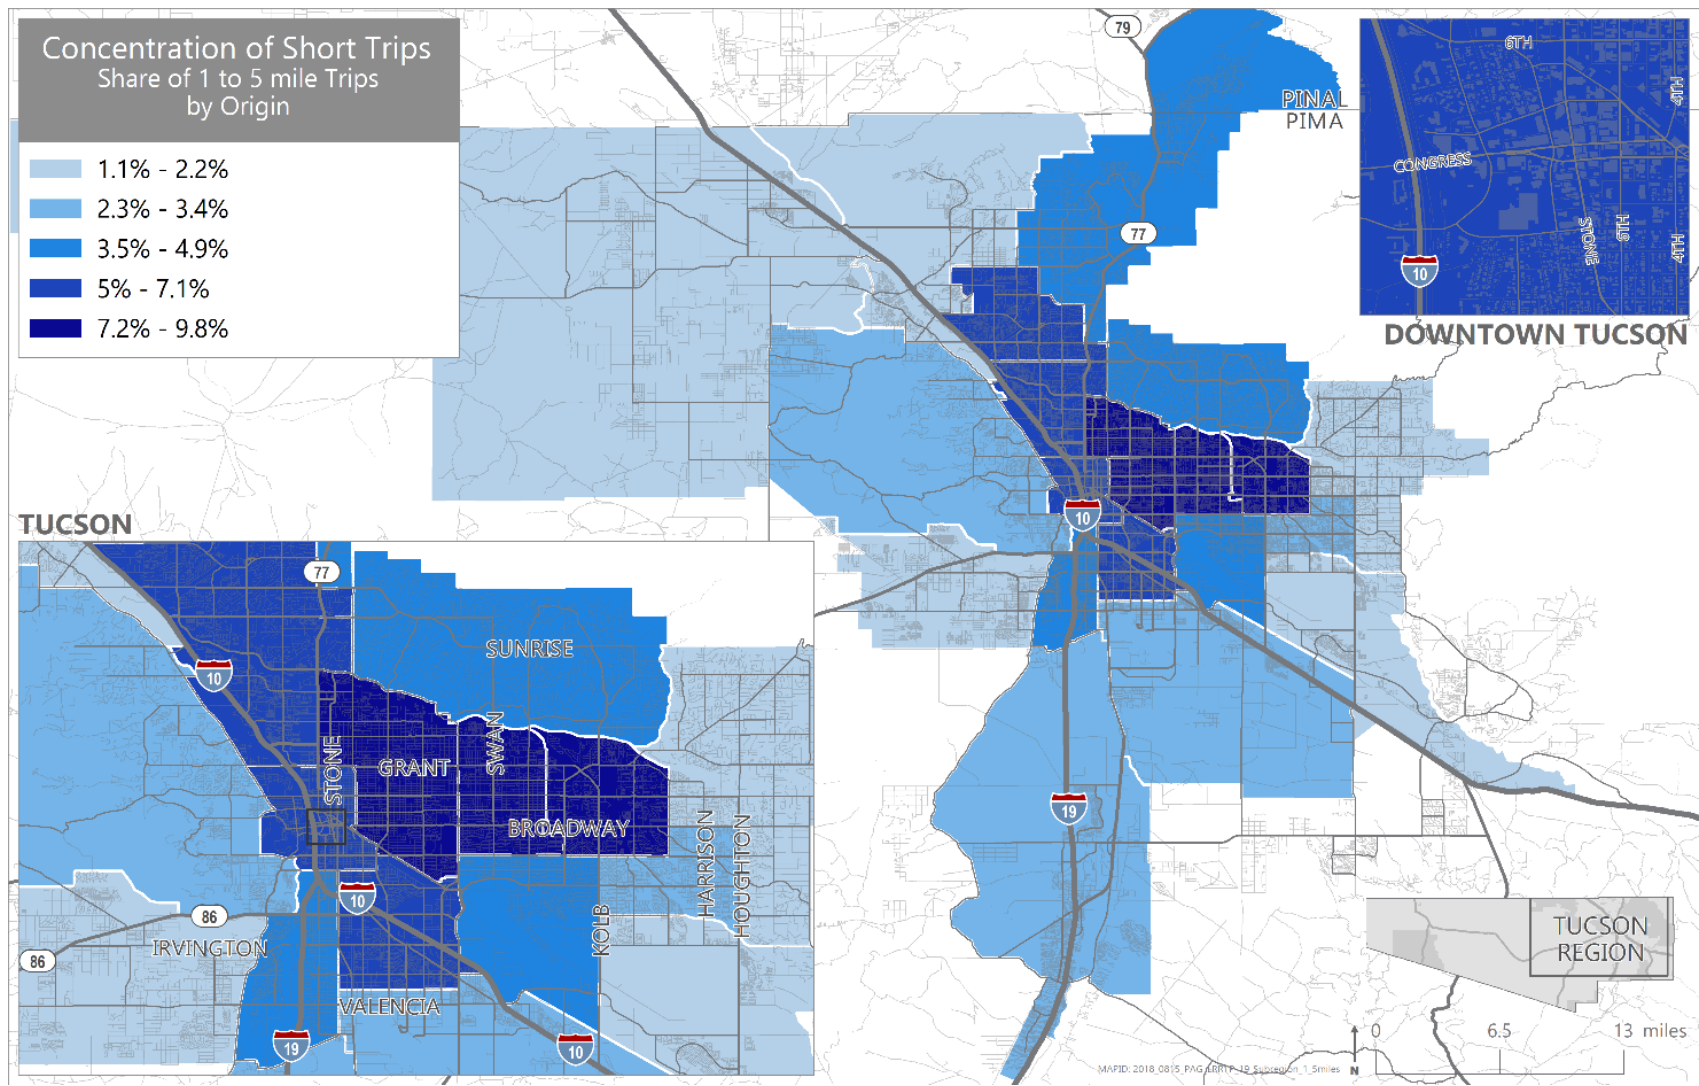 Concentration of Short Trips
Share of 1 to 5 mile Trips
by Origin
1.1% - 2.2%
2.3% - 3.4%
3.5% - 4.9%
5% - 7.1%
7.2% - 9.8%
79
PINAL
PIMA
77
10
19
6TH
4TH
CONGRESS
STONE
6TH
4TH
10
DOWNTOWN TUCSON
TUCSON
77
SUNRISE
10
STONE
GRANT
SWAN
BROADWAY
HARRISON
HOUGHTON
KOLB
10
86
IRVINGTON
86
VALENCIA
19
10
TUCSON
REGION
0 6.5 13 miles
N